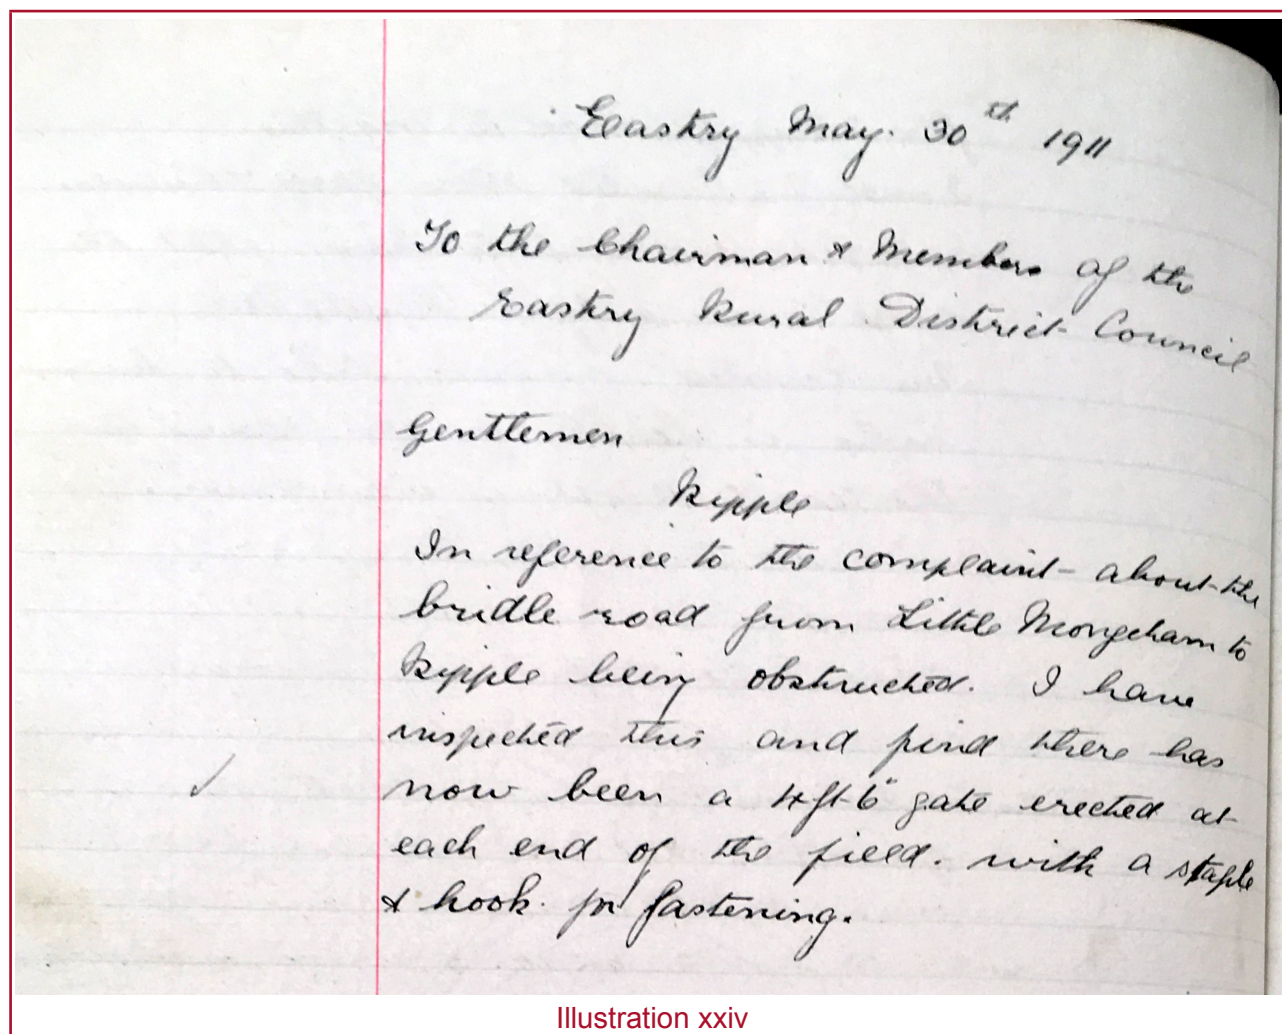 Eastry May. 30th 1911
To the Chairman & Members of the
Eastry Rural District Council
Gentlemen
Ripple
In reference to the complaint about the
bridle road from Little Mongeham to
Ripple being obstructed. I have
inspected this and find there has
now been a 4ft 6" gate erected at
each end of the field. with a staple
& hook. for fastening.
Illustration xxiv